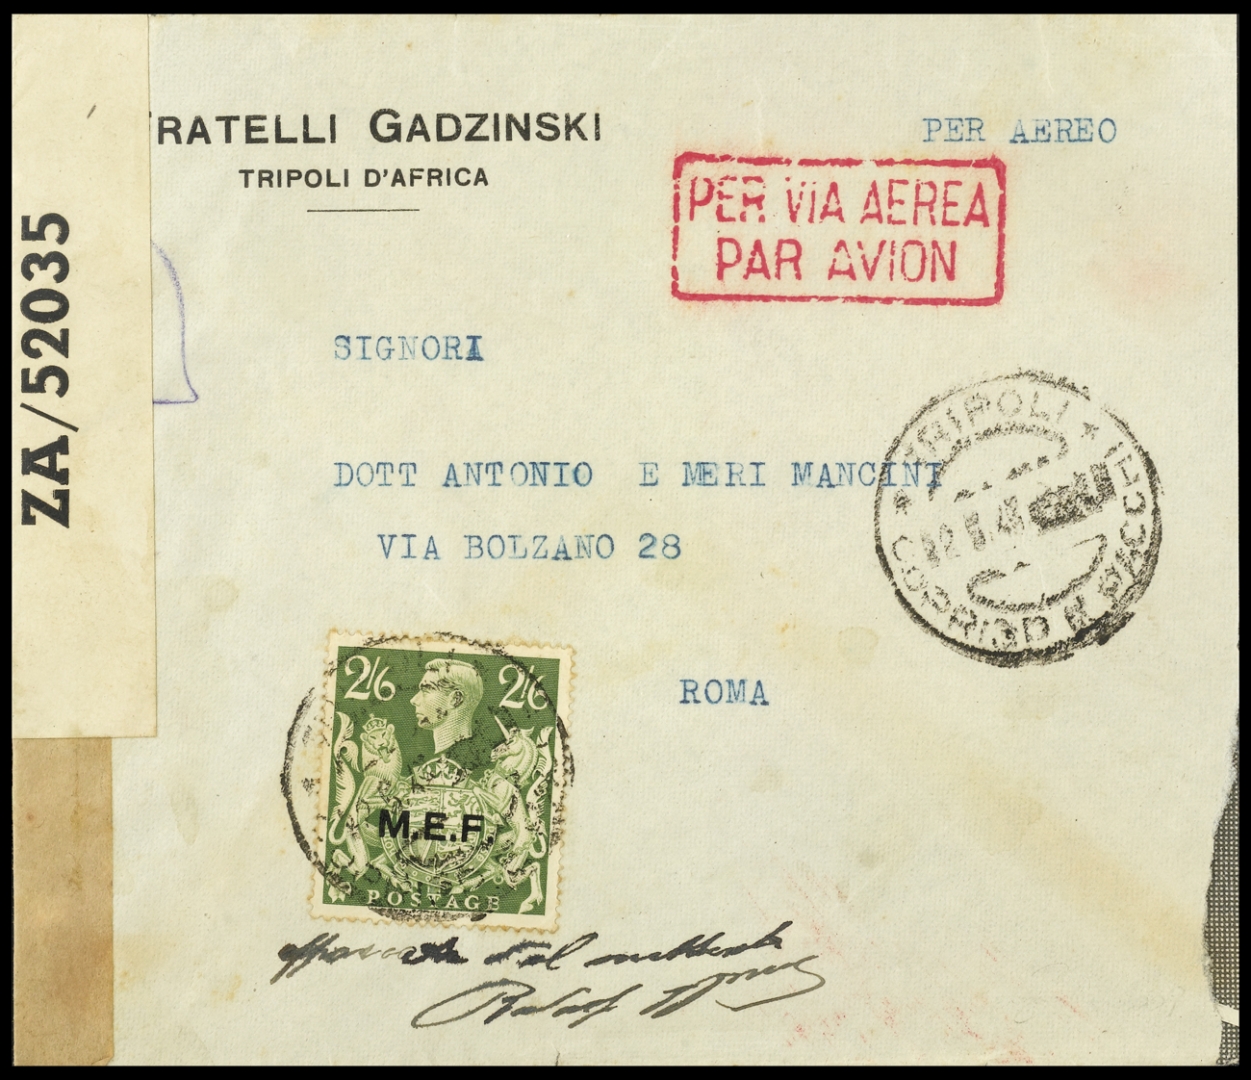 FRATELLI GADZINSKI
TRIPOLI D'AFRICA
PER AEREO
PER VIA AEREA
PAR AVION
ZA/52035
SIGNORI
DOTT ANTONIO E MERI MANCINI
VIA BOLZANO 28
ROMA
TRIPOLI
2/6 2/6
M.E.F.
POSTAGE